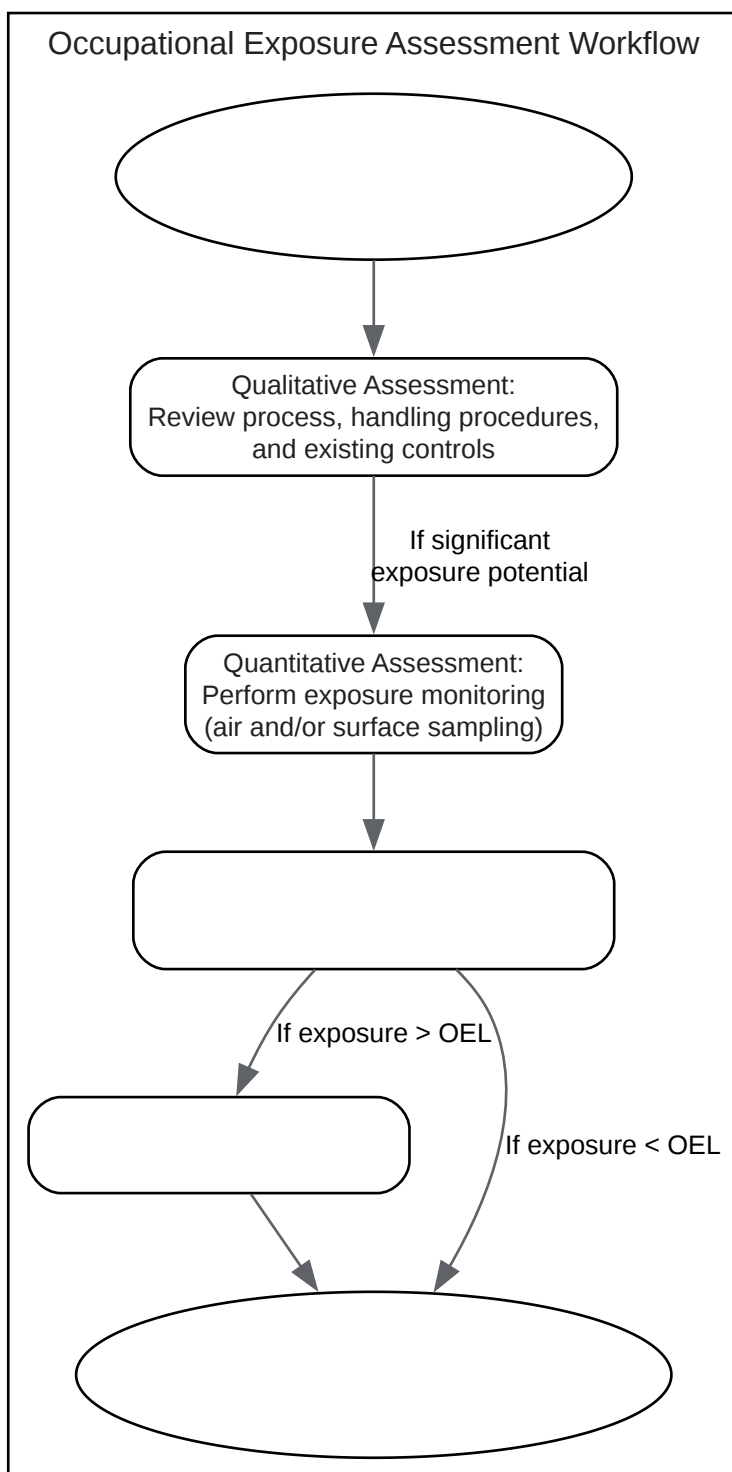 Occupational Exposure Assessment Workflow
Qualitative Assessment:
Review process, handling procedures,
and existing controls
If significant
exposure potential
Quantitative Assessment:
Perform exposure monitoring
(air and/or surface sampling)
If exposure > OEL
If exposure < OEL